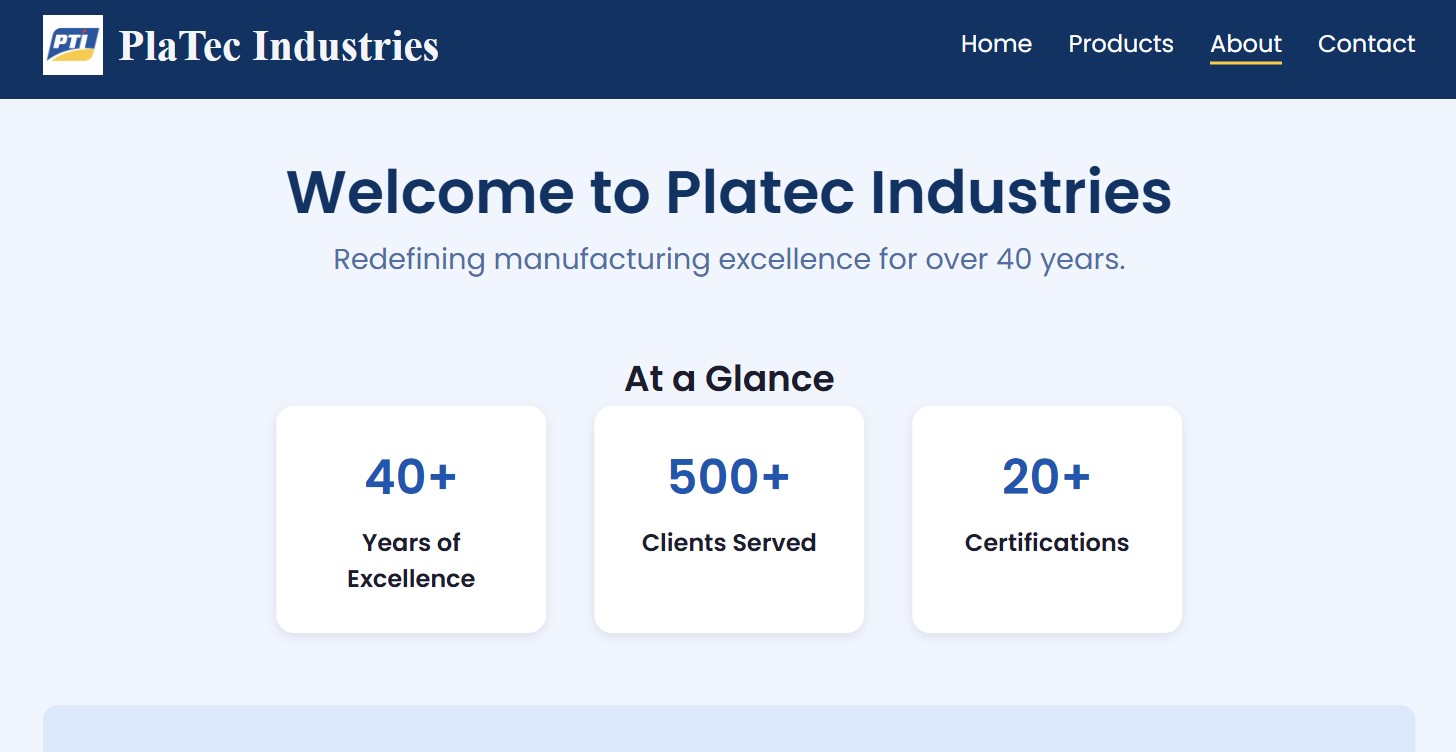 PTI
PlaTec Industries
Home Products About Contact
Welcome to Platec Industries
Redefining manufacturing excellence for over 40 years.
At a Glance
40+
Years of
Excellence
500+
Clients Served
20+
Certifications